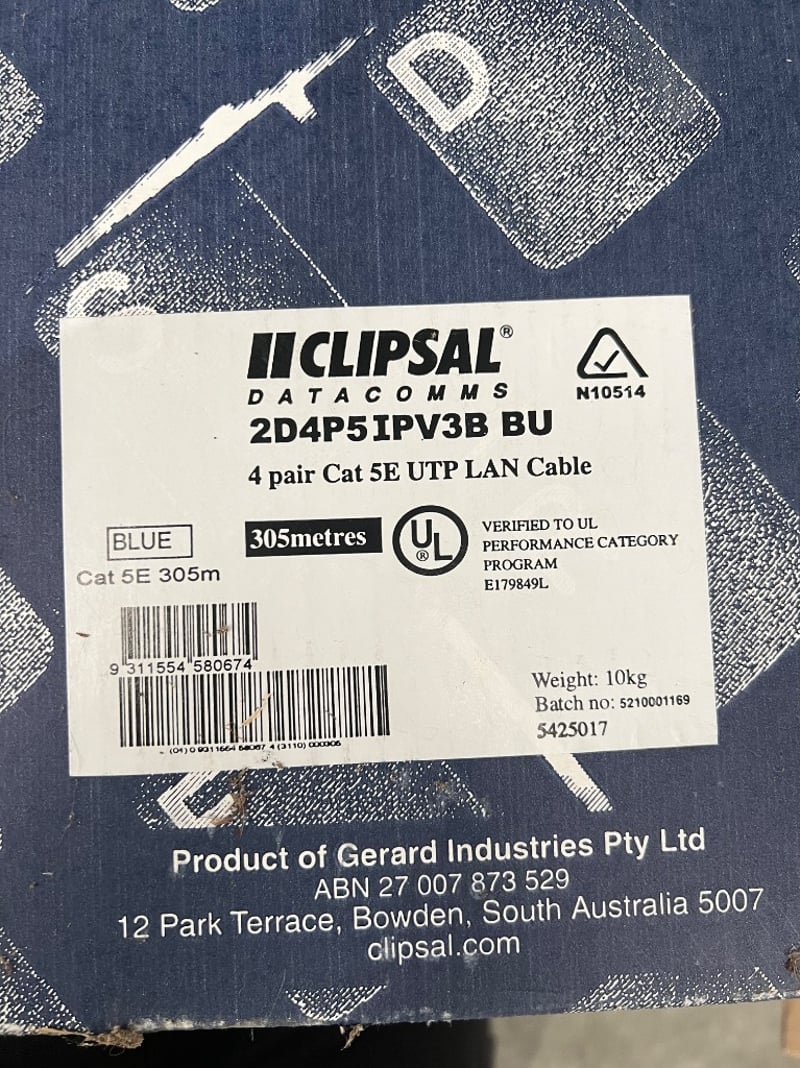 D
S
CLIPSAL®
DATACOMMS
N10514
2D4P5IPV3B BU
4 pair Cat 5E UTP LAN Cable
BLUE
Cat 5E 305m
305metres
UL®
VERIFIED TO UL
PERFORMANCE CATEGORY
PROGRAM
E179849L
9 311554 580674
Weight: 10kg
Batch no: 5210001169
5425017
Product of Gerard Industries Pty Ltd
ABN 27 007 873 529
12 Park Terrace, Bowden, South Australia 5007
clipsal.com